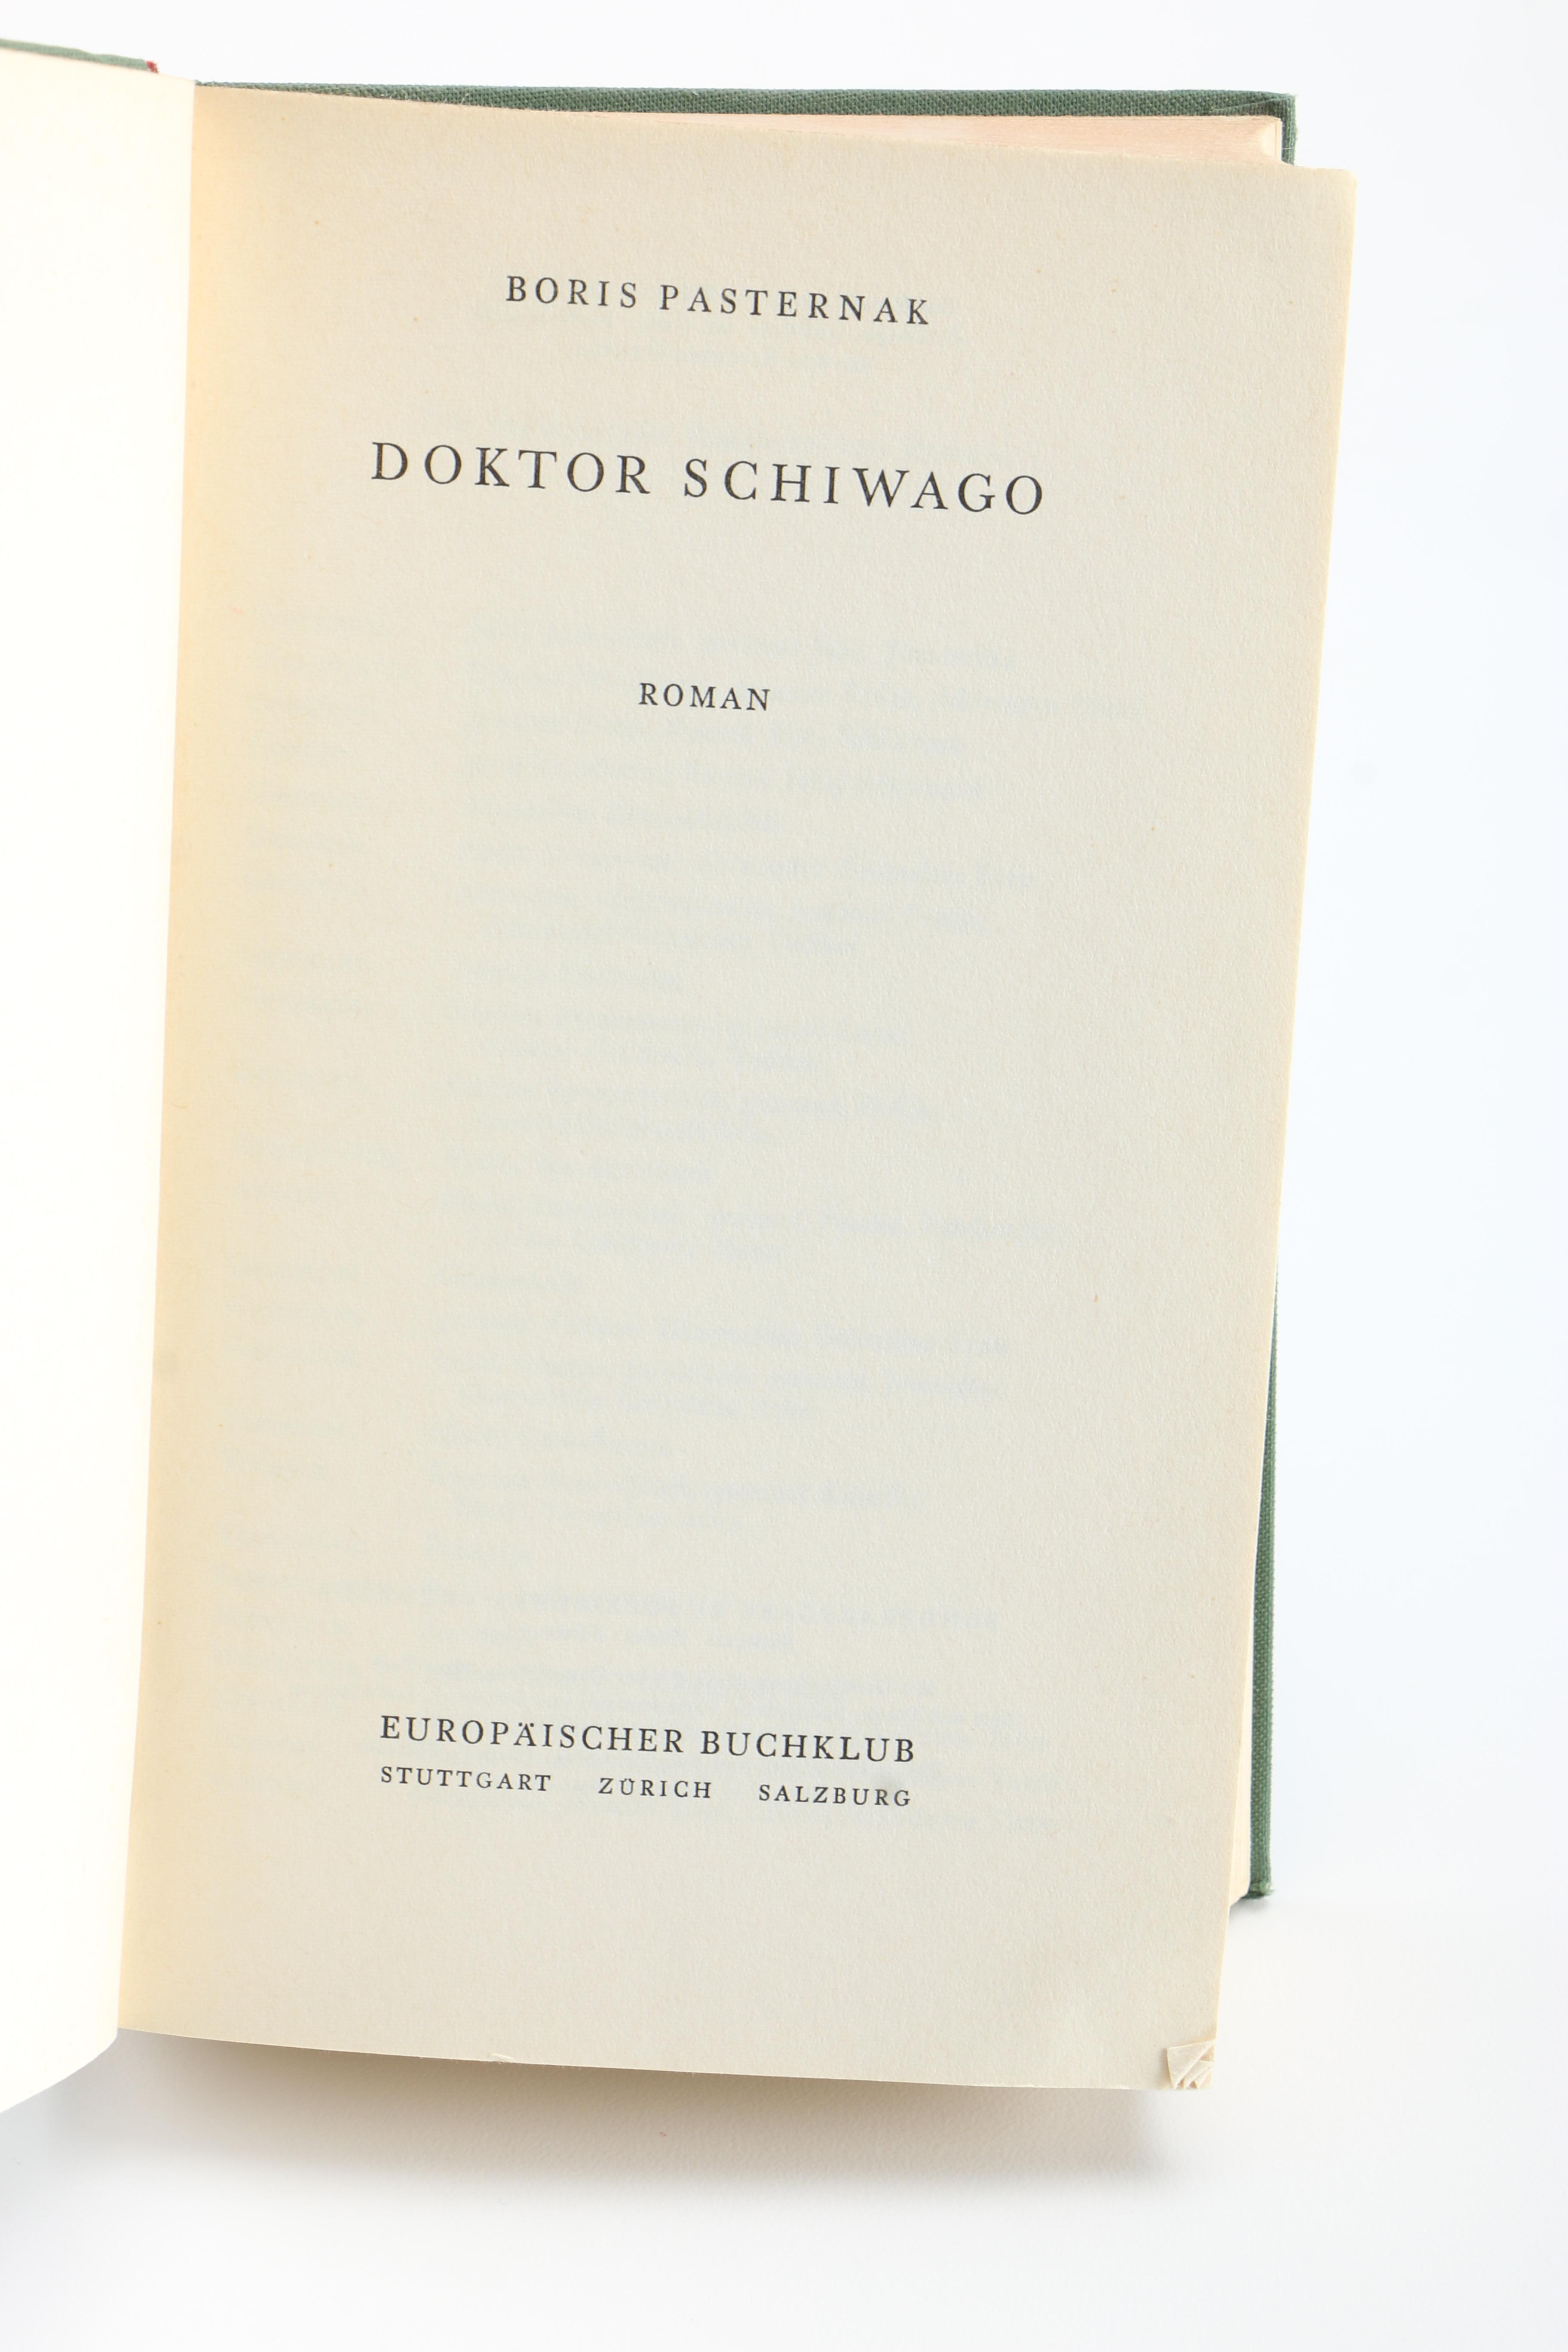 BORIS PASTERNAK
DOKTOR SCHIWAGO
ROMAN
EUROPÄISCHER BUCHKLUB
STUTTGART ZÜRICH SALZBURG